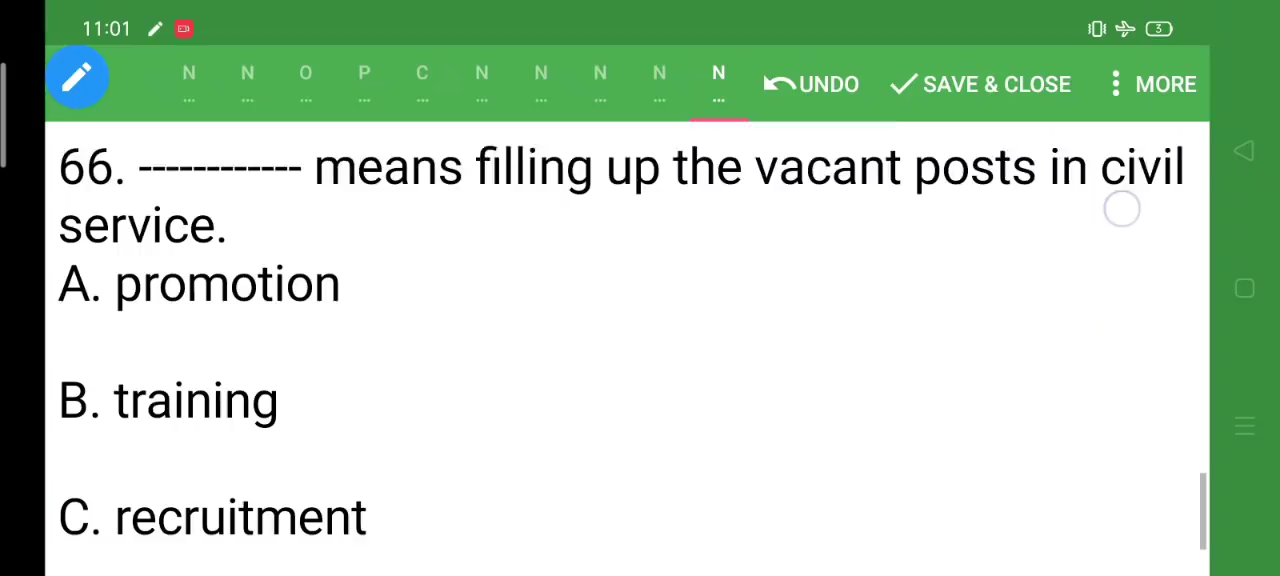 11:01
3
N N O P C N N N N N
... ... ... ... ... ... ... ... ... ...
UNDO SAVE & CLOSE MORE
66. ------------ means filling up the vacant posts in civil
service.
A. promotion
B. training
C. recruitment